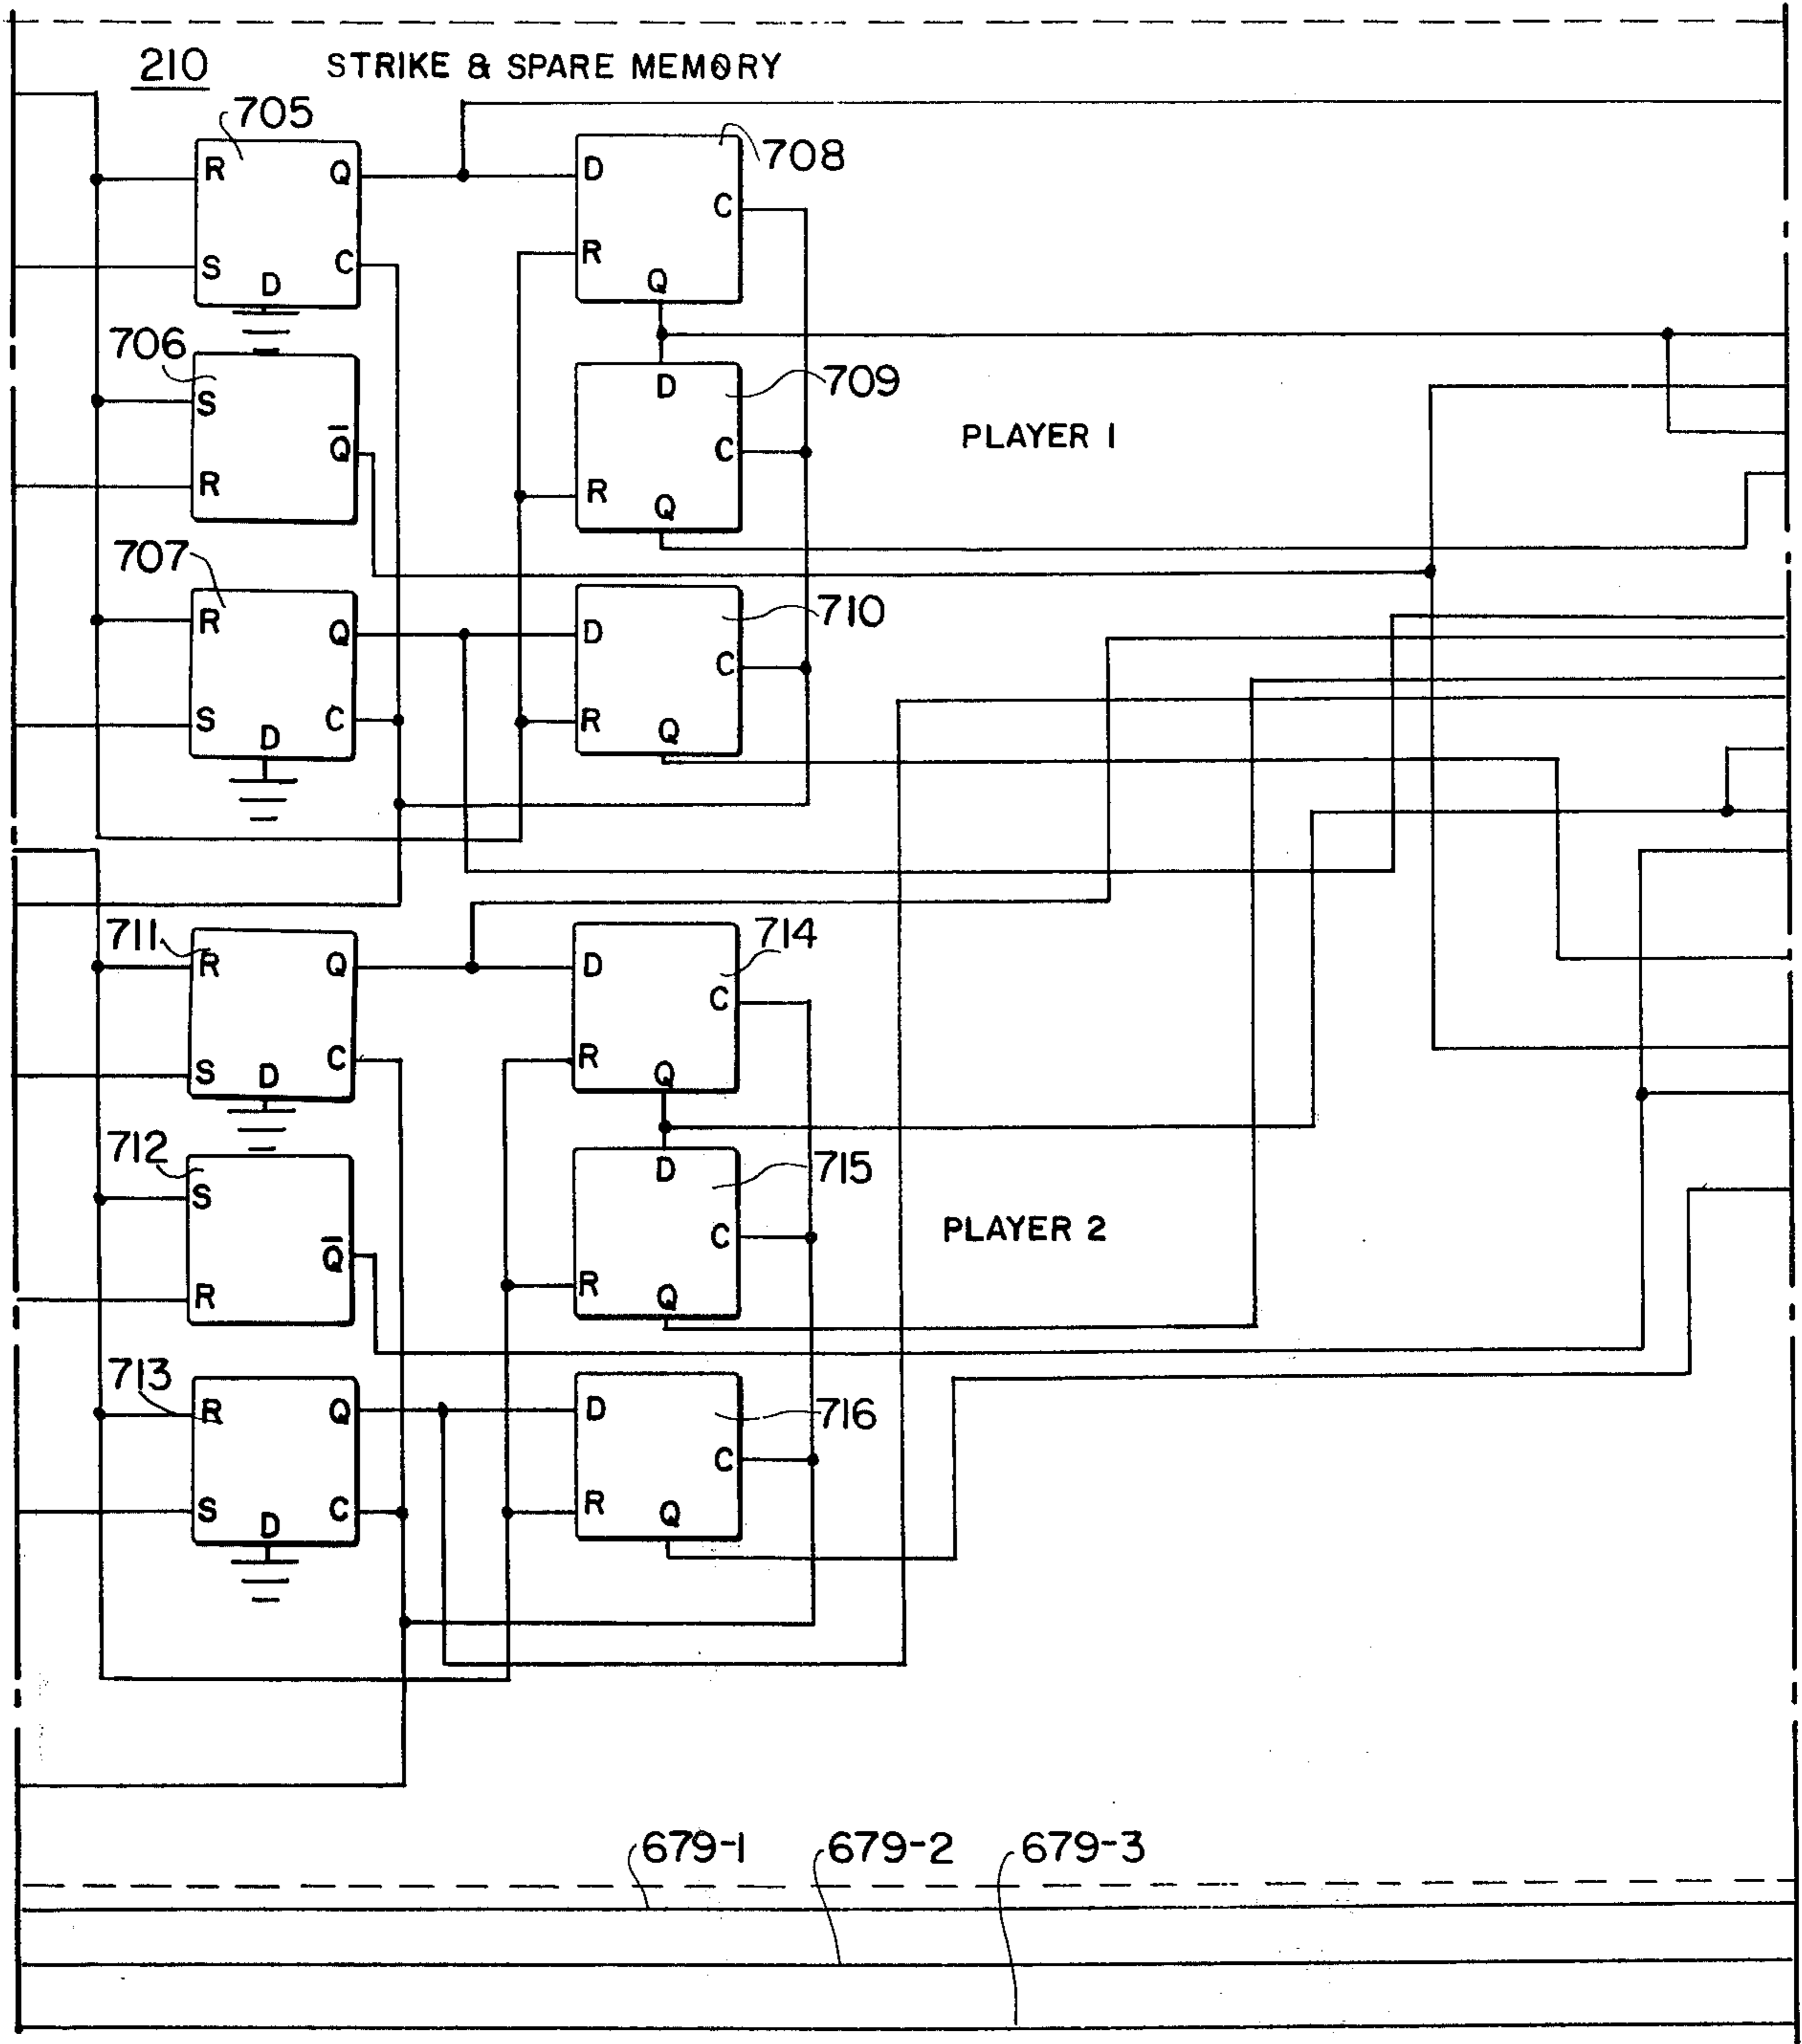 210 STRIKE & SPARE MEMORY
705
R Q
S C
D
708
D
C
R
Q
706
S
Q̅
R
709
D
C
R
Q
PLAYER 1
707
R Q
S C
D
710
D
C
R
Q
711
R Q
S C
D
714
D
C
R
Q
712
S
Q̅
R
715
D
C
R
Q
PLAYER 2
713
R Q
S C
D
716
D
C
R
Q
679-1 679-2 679-3